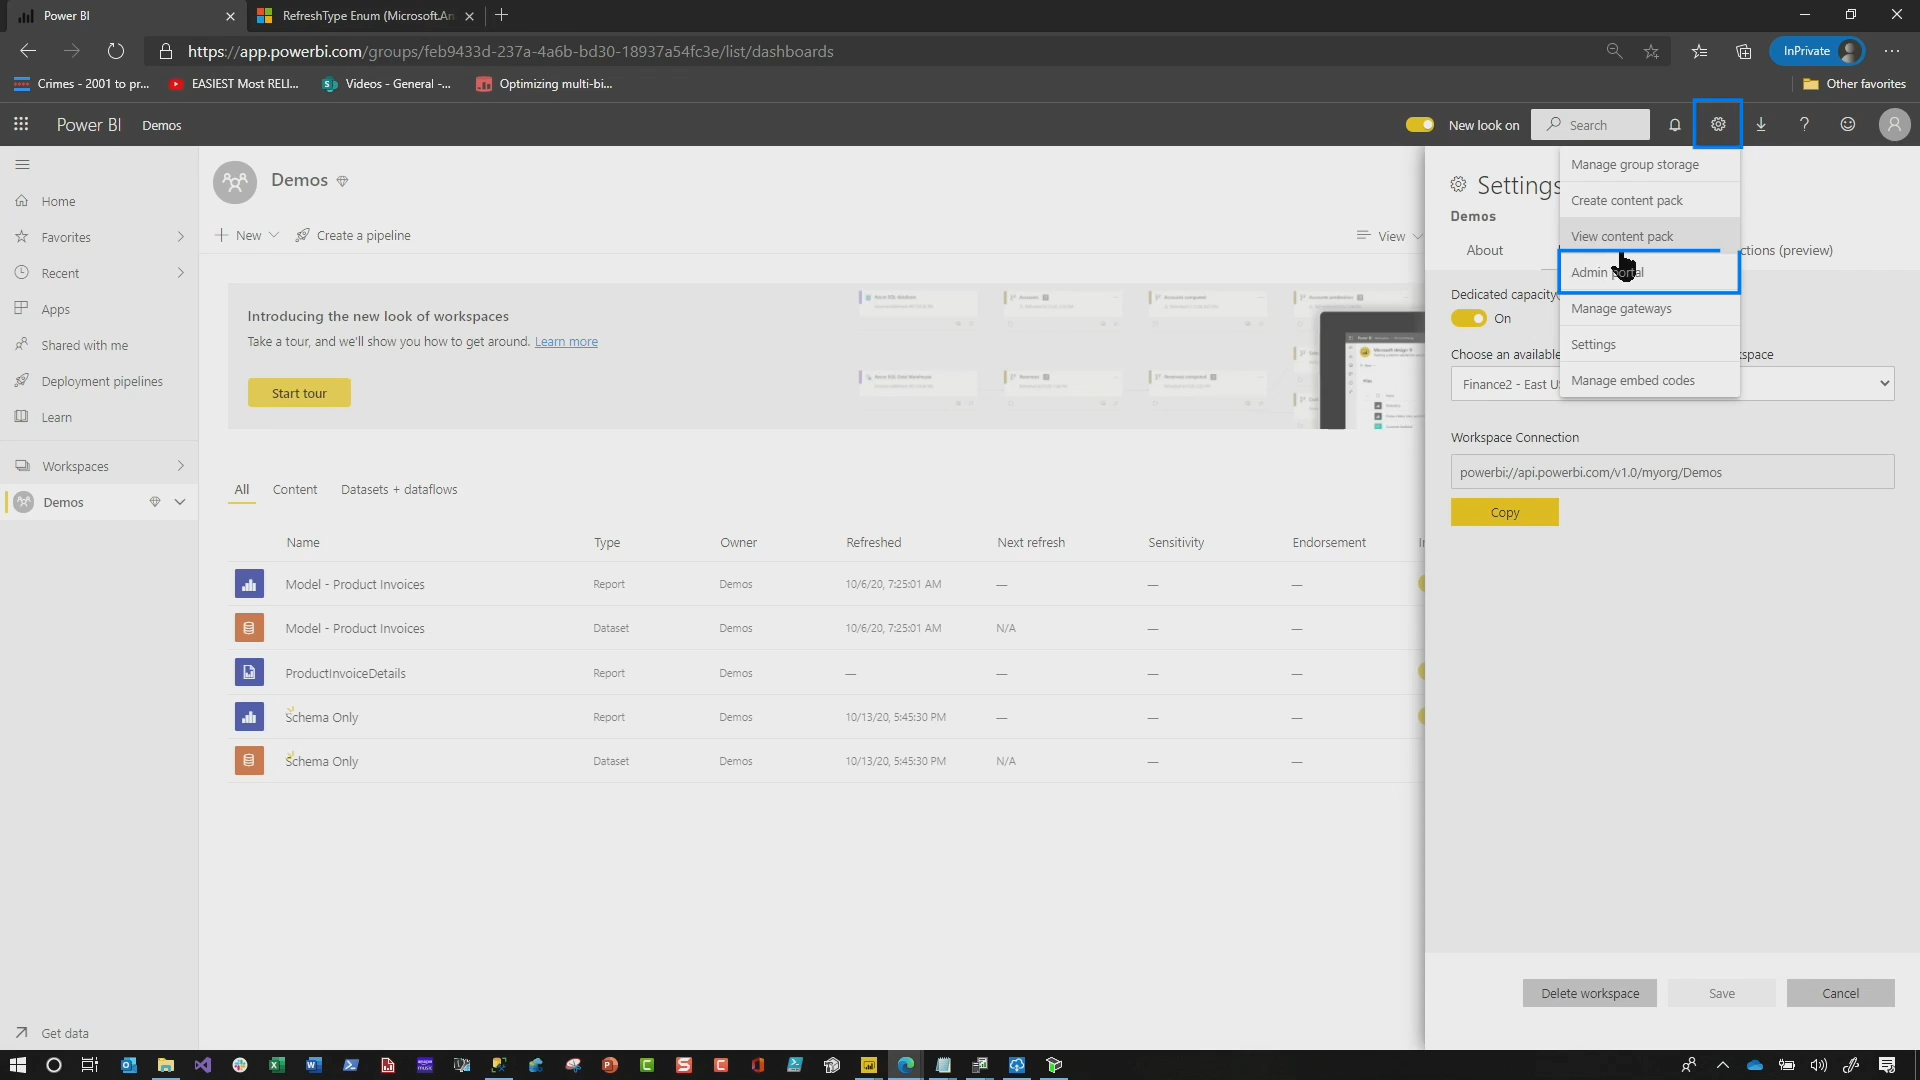 Power BI
RefreshType Enum (Microsoft.An
https://app.powerbi.com/groups/feb9433d-237a-4a6b-bd30-18937a54fc3e/list/dashboards
InPrivate
Crimes - 2001 to pr...
EASIEST Most RELI...
Videos - General -...
Optimizing multi-bi...
Other favorites
Power BI
Demos
New look on
Search
Home
Favorites
Recent
Apps
Shared with me
Deployment pipelines
Learn
Workspaces
Demos
Get data
Demos
New
Create a pipeline
View
Introducing the new look of workspaces
Take a tour, and we'll show you how to get around. Learn more
Start tour
All
Content
Datasets + dataflows
Name Type Owner Refreshed Next refresh Sensitivity Endorsement
Model - Product Invoices Report Demos 10/6/20, 7:25:01 AM — — —
Model - Product Invoices Dataset Demos 10/6/20, 7:25:01 AM N/A — —
ProductInvoiceDetails Report Demos — — — —
Schema Only Report Demos 10/13/20, 5:45:30 PM — — —
Schema Only Dataset Demos 10/13/20, 5:45:30 PM N/A — —
Settings
Demos
About
ctions (preview)
Dedicated capacity
On
Choose an available
kspace
Finance2 - East U
Workspace Connection
powerbi://api.powerbi.com/v1.0/myorg/Demos
Copy
Manage group storage
Create content pack
View content pack
Admin portal
Manage gateways
Settings
Manage embed codes
Delete workspace
Save
Cancel